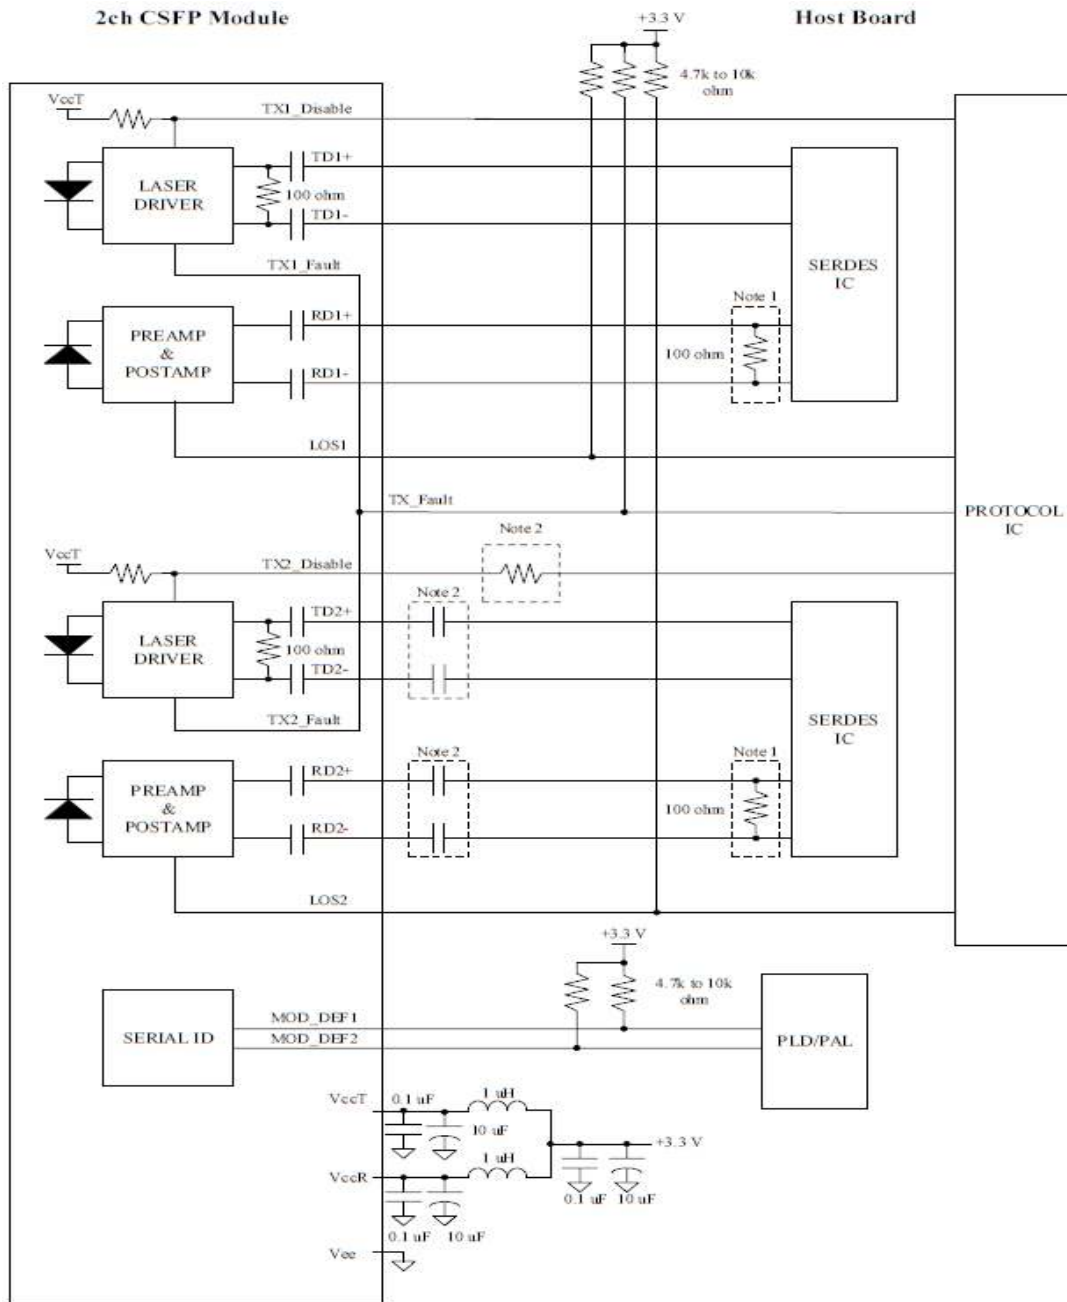 2ch CSFP Module
Host Board
+3.3 V
4.7k to 10k
ohm
VccT
TX1_Disable
LASER
DRIVER
TD1+
100 ohm
TD1-
TX1_Fault
SERDES
IC
Note 1
PREAMP
&
POSTAMP
RD1+
100 ohm
RD1-
LOS1
TX_Fault
PROTOCOL
IC
Note 2
VccT
TX2_Disable
Note 2
LASER
DRIVER
TD2+
100 ohm
TD2-
TX2_Fault
SERDES
IC
Note 2
Note 1
PREAMP
&
POSTAMP
RD2+
100 ohm
RD2-
LOS2
+3.3 V
4.7k to 10k
ohm
SERIAL ID
MOD_DEF1
MOD_DEF2
PLD/PAL
VccT
0.1 uF
1 uH
10 uF
+3.3 V
1 uH
VccR
0.1 uF
10 uF
0.1 uF
10 uF
Vee